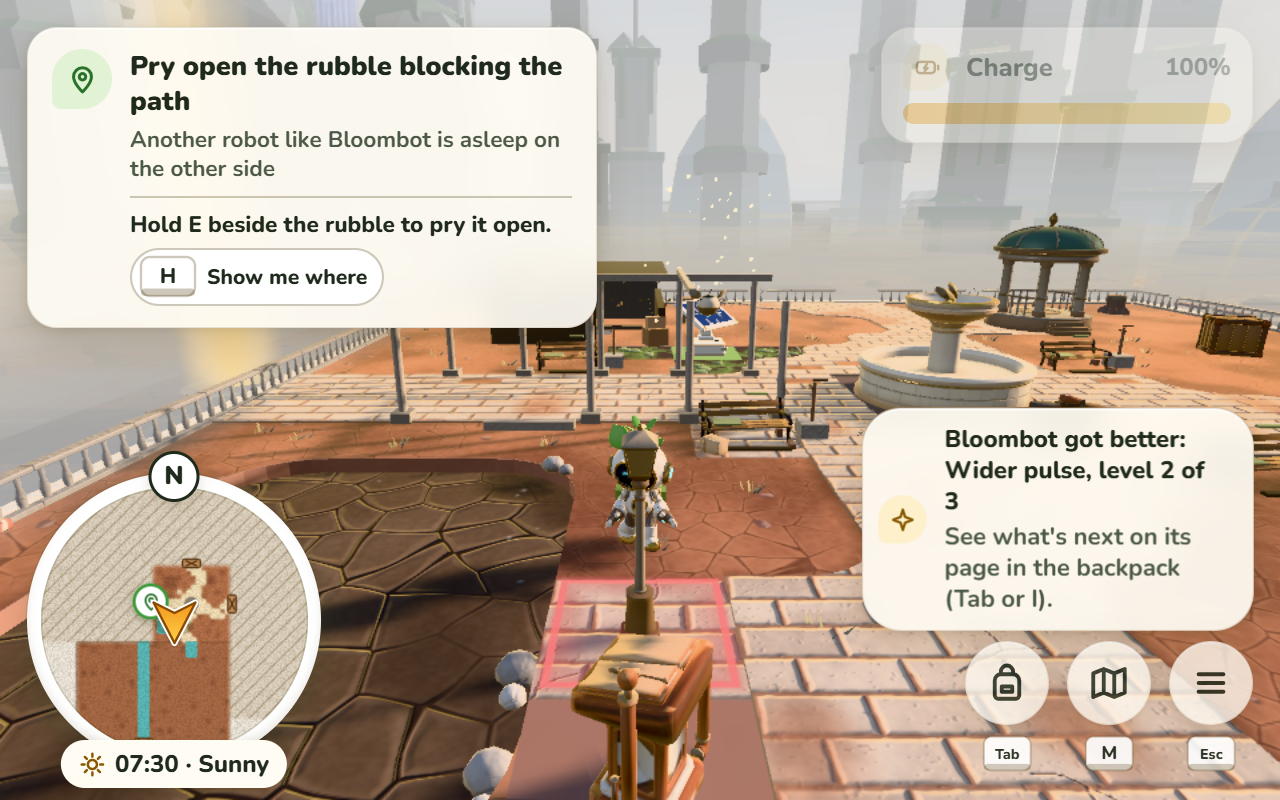 Pry open the rubble blocking the
path
Another robot like Bloombot is asleep on
the other side
Hold E beside the rubble to pry it open.
H Show me where
Charge 100%
Bloombot got better:
Wider pulse, level 2 of
3
See what's next on its
page in the backpack
(Tab or I).
N
07:30 · Sunny
Tab M Esc